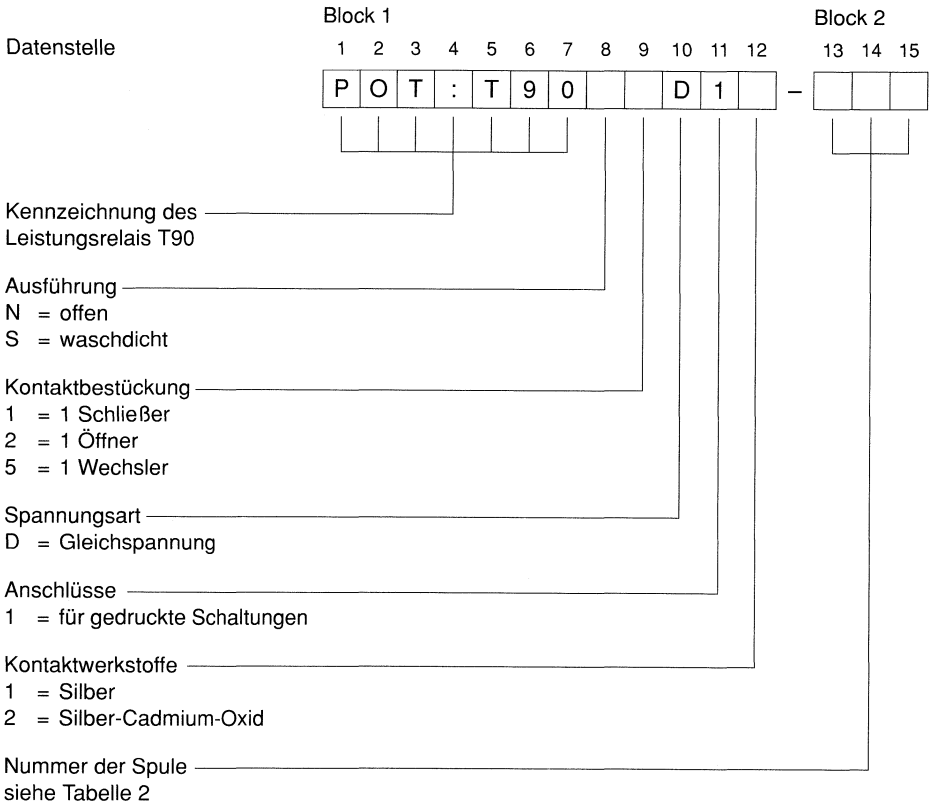 Block 1 Block 2
Datenstelle 1 2 3 4 5 6 7 8 9 10 11 12 13 14 15
P O T : T 9 0 D 1 –
Kennzeichnung des
Leistungsrelais T90
Ausführung
N = offen
S = waschdicht
Kontaktbestückung
1 = 1 Schließer
2 = 1 Öffner
5 = 1 Wechsler
Spannungsart
D = Gleichspannung
Anschlüsse
1 = für gedruckte Schaltungen
Kontaktwerkstoffe
1 = Silber
2 = Silber-Cadmium-Oxid
Nummer der Spule
siehe Tabelle 2